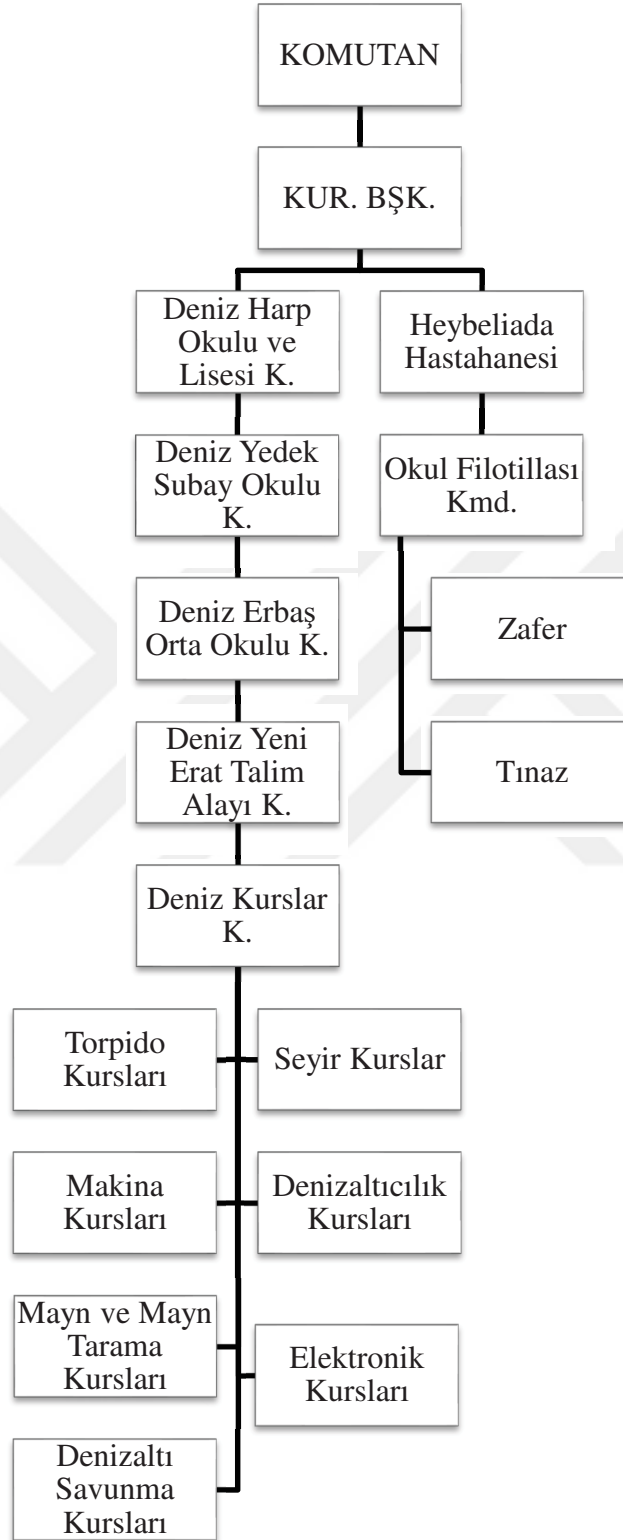 KOMUTAN
KUR. BŞK.
Deniz Harp
Okulu ve
Lisesi K.
Heybeliada
Hastahanesi
Deniz Yedek
Subay Okulu
K.
Okul Filotillası
Kmd.
Deniz Erbaş
Orta Okulu K.
Zafer
Deniz Yeni
Erat Talim
Alayı K.
Tınaz
Deniz Kurslar
K.
Torpido
Kursları
Seyir Kurslar
Makina
Kursları
Denizaltıcılık
Kursları
Mayn ve Mayn
Tarama
Kursları
Elektronik
Kursları
Denizaltı
Savunma
Kursları